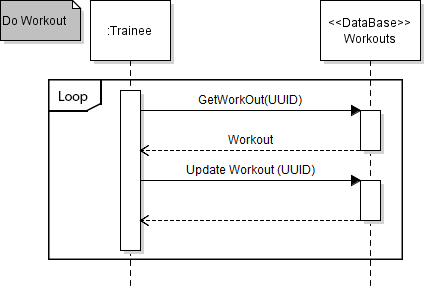 Do Workout
:Trainee
<<DataBase>>
Workouts
Loop
GetWorkOut(UUID)
Workout
Update Workout (UUID)